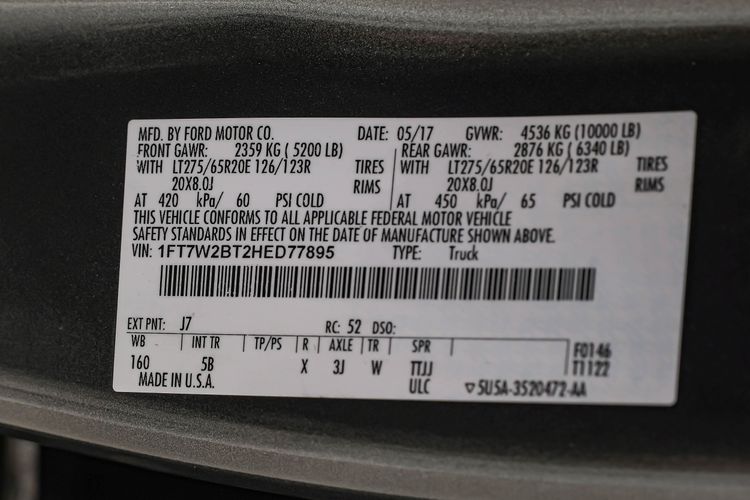 MFD. BY FORD MOTOR CO. DATE: 05/17 GVWR: 4536 KG (10000 LB)
FRONT GAWR: 2359 KG ( 5200 LB) REAR GAWR: 2876 KG ( 6340 LB)
WITH LT275/65R20E 126/123R TIRES WITH LT275/65R20E 126/123R TIRES
20X8.0J RIMS 20X8.0J RIMS
AT 420 kPa/ 60 PSI COLD AT 450 kPa/ 65 PSI COLD
THIS VEHICLE CONFORMS TO ALL APPLICABLE FEDERAL MOTOR VEHICLE
SAFETY STANDARDS IN EFFECT ON THE DATE OF MANUFACTURE SHOWN ABOVE.
VIN: 1FT7W2BT2HED77895 TYPE: Truck
EXT PNT: J7 RC: 52 DSO:
WB INT TR TP/PS R AXLE TR SPR F0146
160 5B X 3J W TTJJ T1122
MADE IN U.S.A. ULC ▽5U5A-3520472-AA